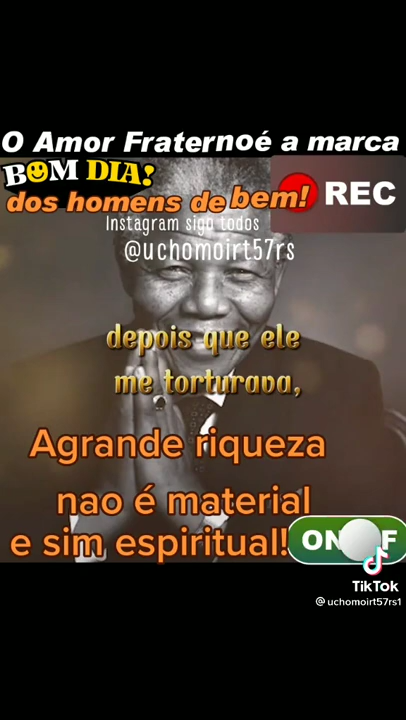 O Amor Fraternoé a marca
BOM DIA!
dos homens de bem!
REC
Instagram sigo todos
@uchomoirt57rs
depois que ele
me torturava,
Agrande riqueza
nao é material
e sim espiritual!
ON F
TikTok
@uchomoirt57rs1